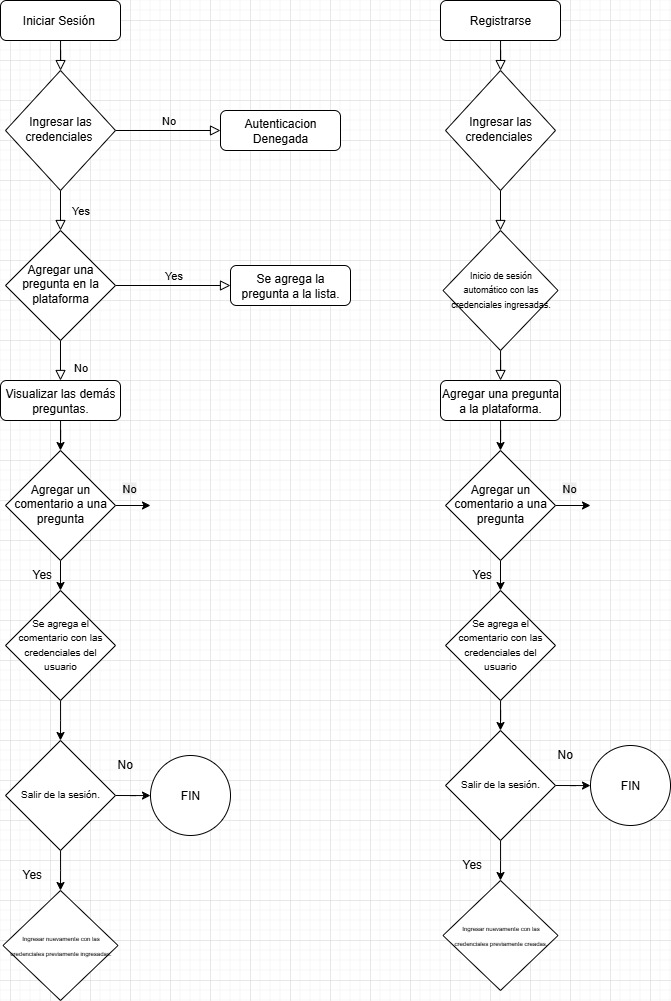 Iniciar Sesión
Ingresar las
credenciales
No
Autenticacion
Denegada
Yes
Agregar una
pregunta en la
plataforma
Yes
Se agrega la
pregunta a la lista.
No
Visualizar las demás
preguntas.
Agregar un
comentario a una
pregunta
No
Yes
Se agrega el
comentario con las
credenciales del
usuario
Salir de la sesión.
No
FIN
Yes
Ingresar nuevamente con las
credenciales previamente ingresadas.
Registrarse
Ingresar las
credenciales
Inicio de sesión
automático con las
credenciales ingresadas.
Agregar una pregunta
a la plataforma.
Agregar un
comentario a una
pregunta
No
Yes
Se agrega el
comentario con las
credenciales del
usuario
Salir de la sesión.
No
FIN
Yes
Ingresar nuevamente con las
credenciales previamente creadas.